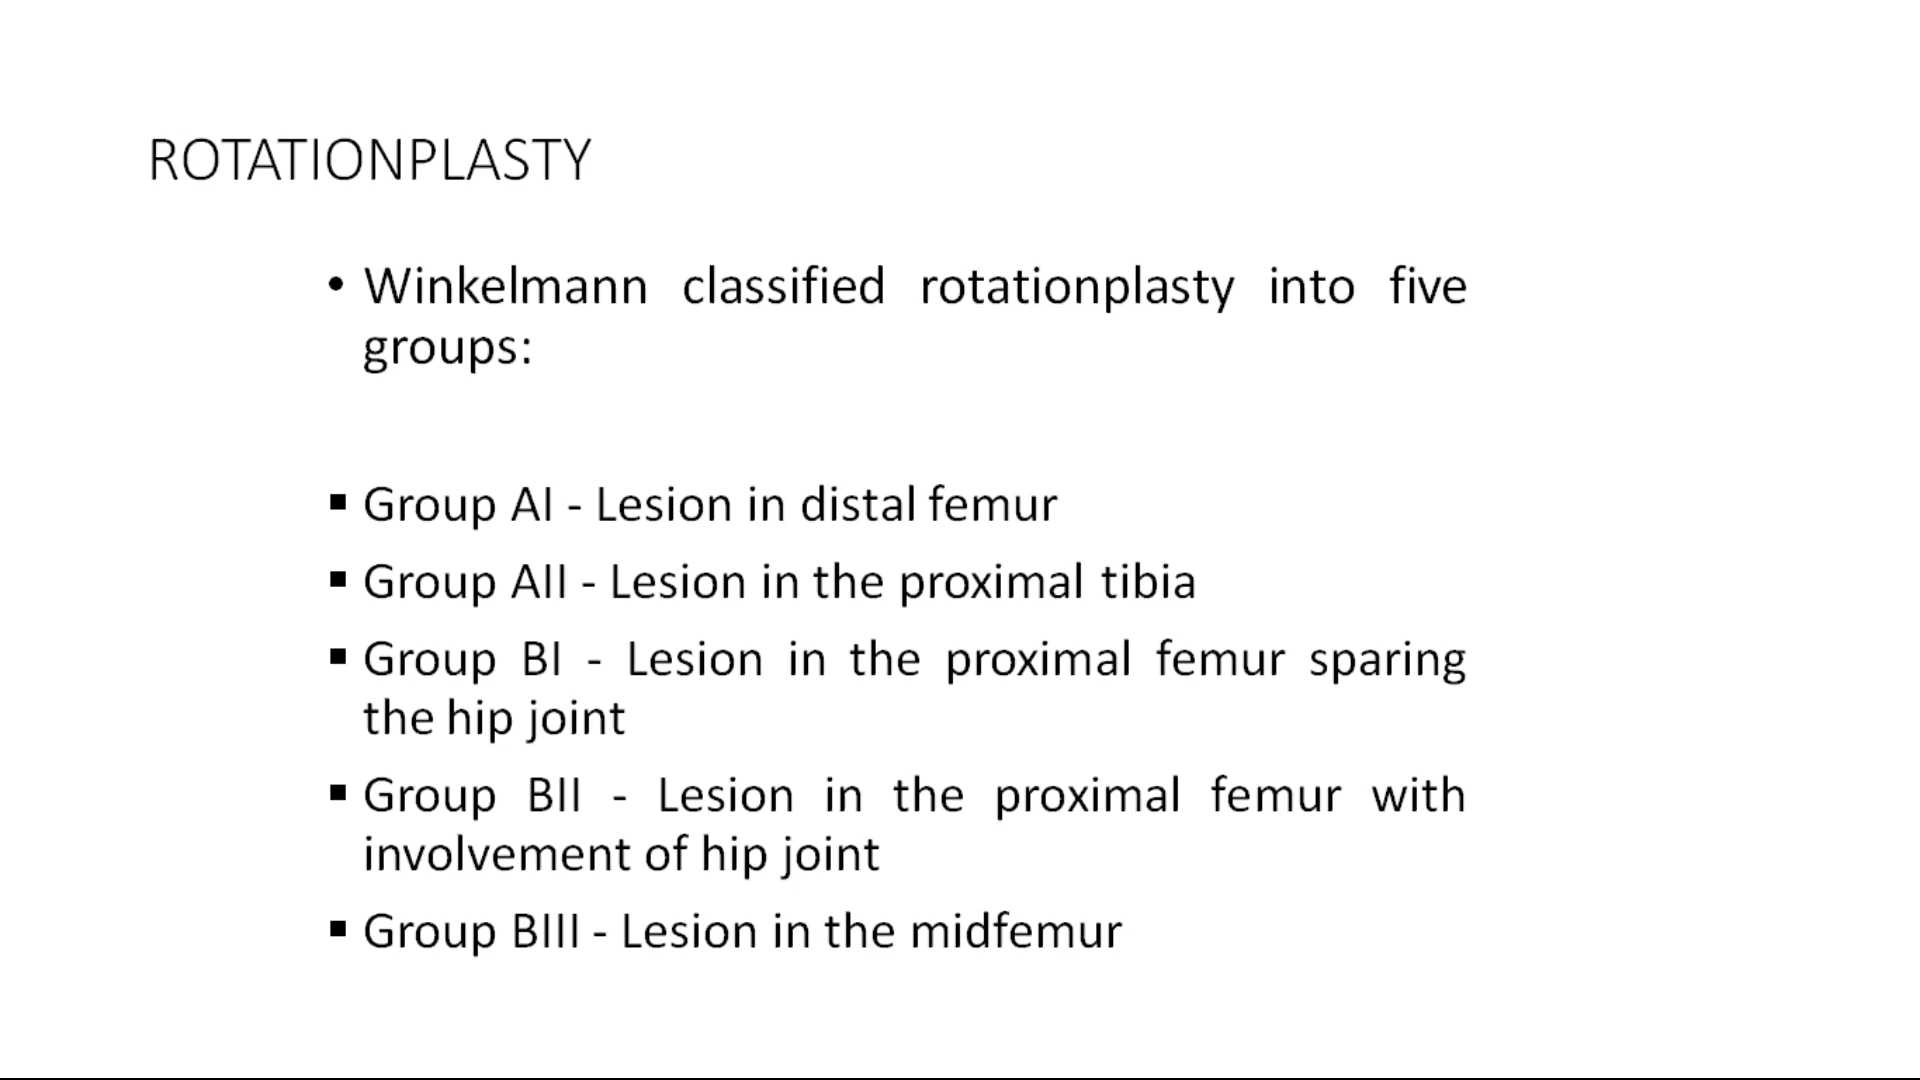 ROTATIONPLASTY
• Winkelmann classified rotationplasty into five
groups:
▪ Group AI - Lesion in distal femur
▪ Group AII - Lesion in the proximal tibia
▪ Group BI - Lesion in the proximal femur sparing
the hip joint
▪ Group BII - Lesion in the proximal femur with
involvement of hip joint
▪ Group BIII - Lesion in the midfemur